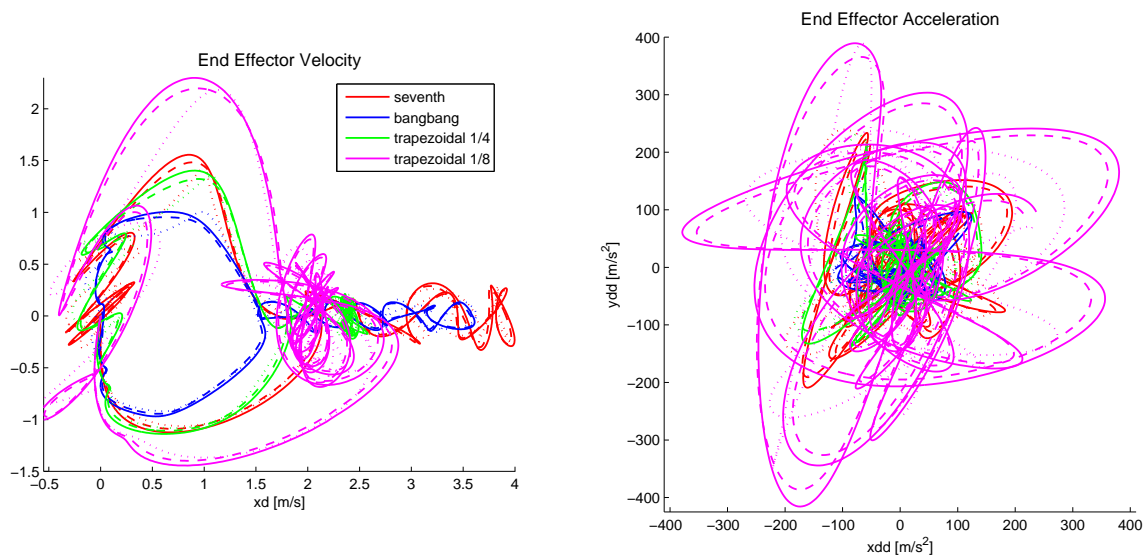 End Effector Velocity
2
1.5
1
0.5
0
−0.5
−1
−1.5
−0.5 0 0.5 1 1.5 2 2.5 3 3.5 4
xd [m/s]
seventh
bangbang
trapezoidal 1/4
trapezoidal 1/8
End Effector Acceleration
400
300
200
100
0
−100
−200
−300
−400
ydd [m/s²]
−400 −300 −200 −100 0 100 200 300 400
xdd [m/s²]